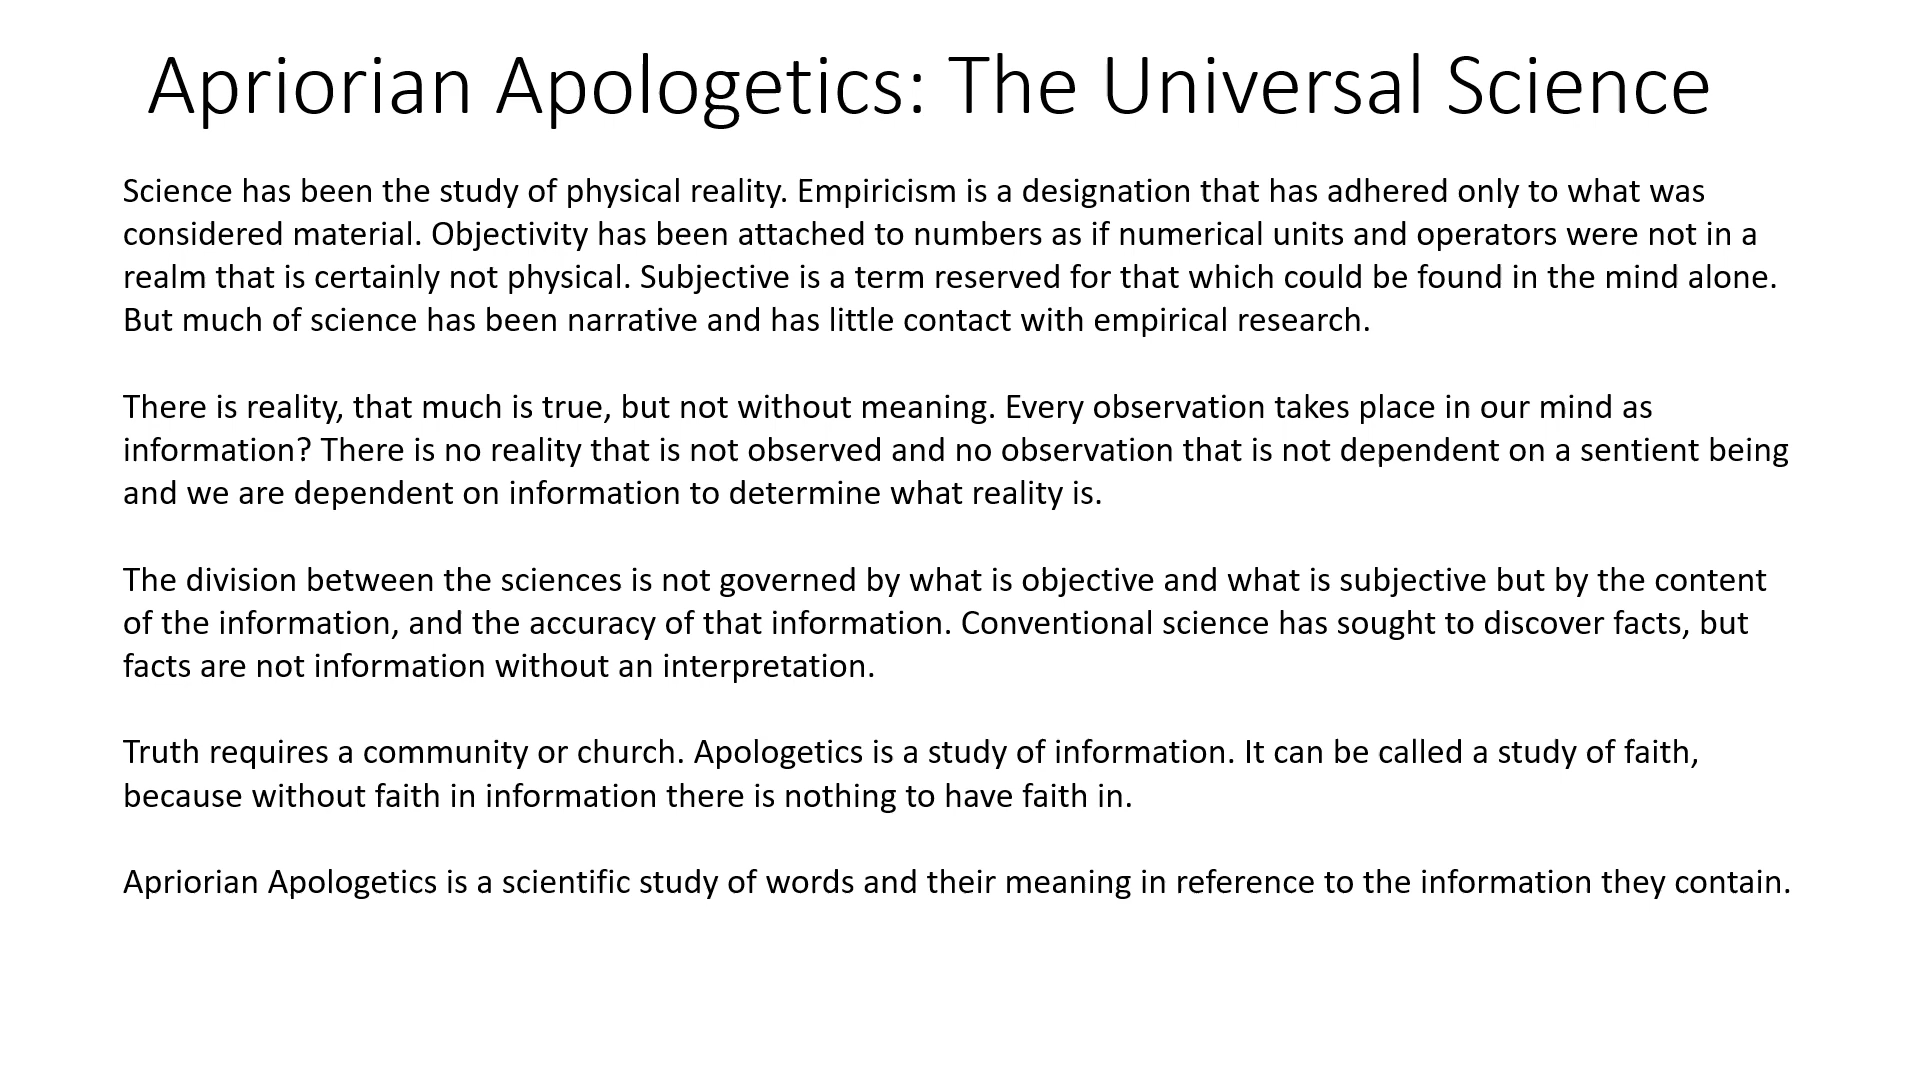 Apriorian Apologetics: The Universal Science
Science has been the study of physical reality. Empiricism is a designation that has adhered only to what was
considered material. Objectivity has been attached to numbers as if numerical units and operators were not in a
realm that is certainly not physical. Subjective is a term reserved for that which could be found in the mind alone.
But much of science has been narrative and has little contact with empirical research.
There is reality, that much is true, but not without meaning. Every observation takes place in our mind as
information? There is no reality that is not observed and no observation that is not dependent on a sentient being
and we are dependent on information to determine what reality is.
The division between the sciences is not governed by what is objective and what is subjective but by the content
of the information, and the accuracy of that information. Conventional science has sought to discover facts, but
facts are not information without an interpretation.
Truth requires a community or church. Apologetics is a study of information. It can be called a study of faith,
because without faith in information there is nothing to have faith in.
Apriorian Apologetics is a scientific study of words and their meaning in reference to the information they contain.